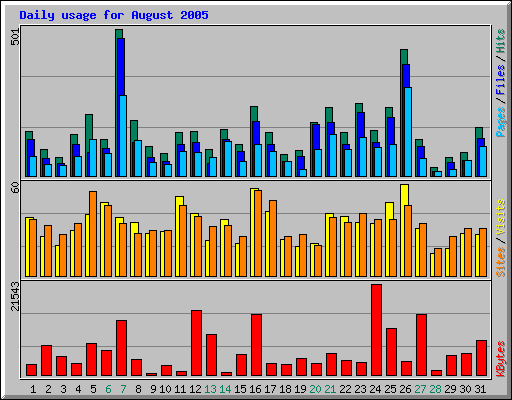 Daily usage for August 2005
501
Pages / Files / Hits
60
Sites / Visits
21543
KBytes
1 2 3 4 5 6 7 8 9 10 11 12 13 14 15 16 17 18 19 20 21 22 23 24 25 26 27 28 29 30 31